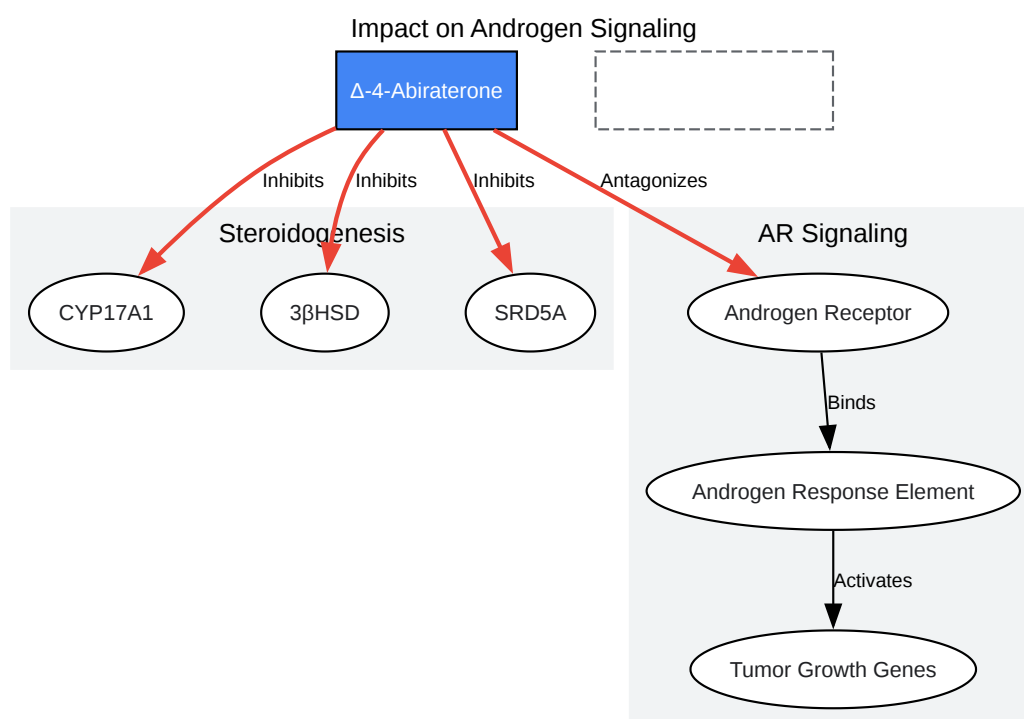 Impact on Androgen Signaling
Δ-4-Abiraterone
Inhibits
Inhibits
Inhibits
Antagonizes
Steroidogenesis
AR Signaling
CYP17A1
3βHSD
SRD5A
Androgen Receptor
Binds
Androgen Response Element
Activates
Tumor Growth Genes